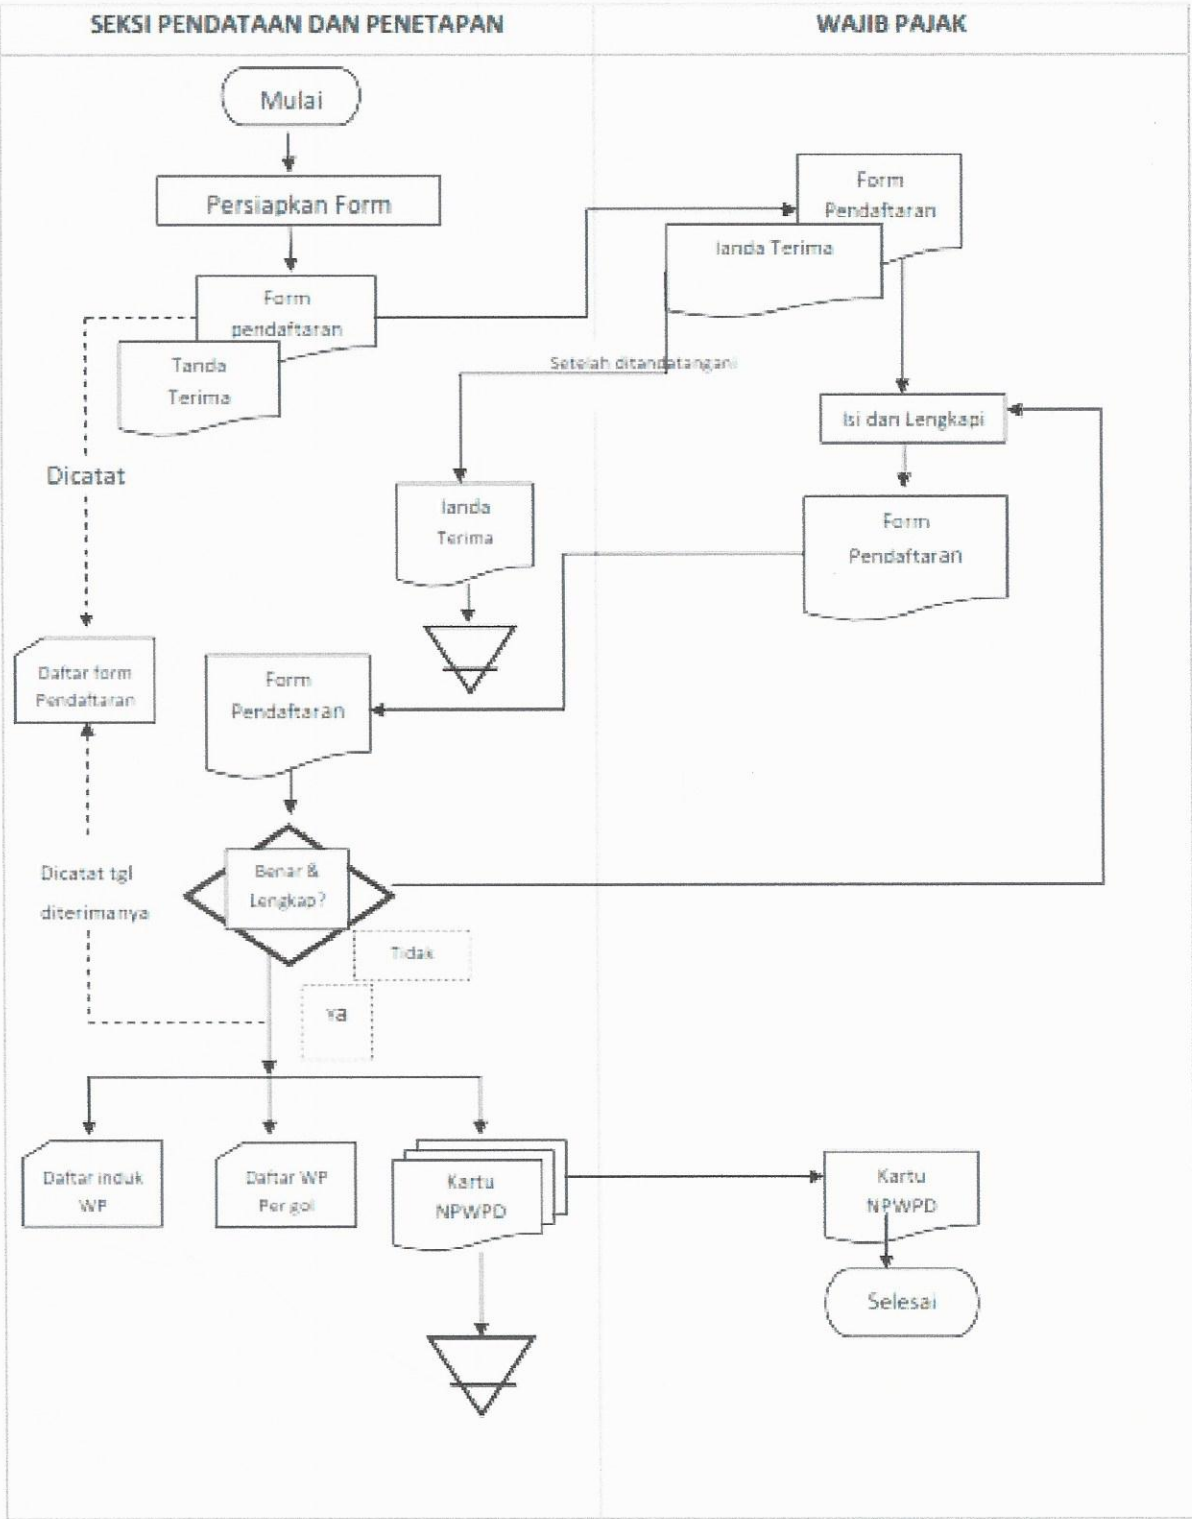 SEKSI PENDATAAN DAN PENETAPAN
WAJIB PAJAK
Mulai
Persiapkan Form
Form
pendaftaran
Tanda
Terima
Form
Pendaftaran
Ianda Terima
Setelah ditandatangani
Isi dan Lengkapi
Dicatat
Ianda
Terima
Form
Pendaftaran
Daftar form
Pendaftaran
Form
Pendaftaran
Benar &
Lengkap?
Dicatat tgl
diterimanya
Tidak
Ya
Daftar induk
WP
Daftar WP
Per gol
Kartu
NPWPD
Kartu
NPWPD
Selesai